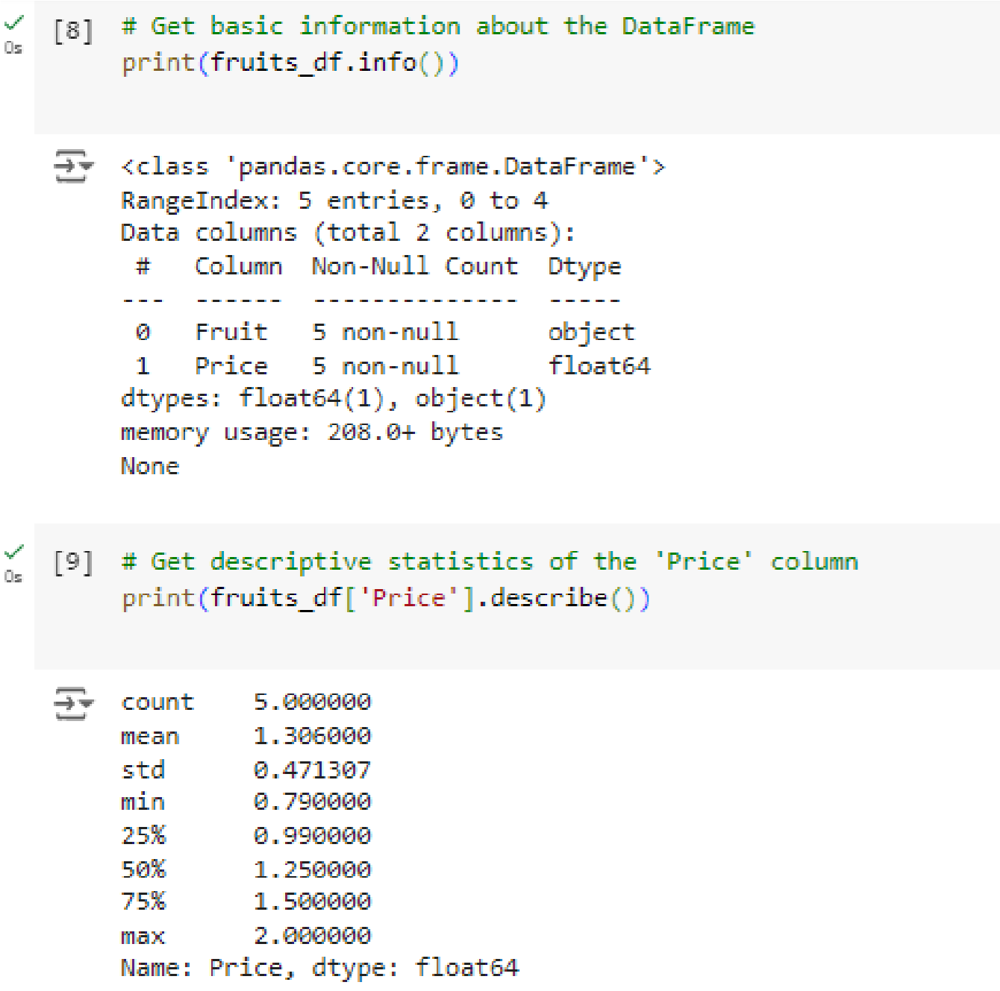 [8] # Get basic information about the DataFrame
0s
print(fruits_df.info())
<class 'pandas.core.frame.DataFrame'>
RangeIndex: 5 entries, 0 to 4
Data columns (total 2 columns):
 #   Column  Non-Null Count  Dtype
---  ------  --------------  -----
 0   Fruit   5 non-null      object
 1   Price   5 non-null      float64
dtypes: float64(1), object(1)
memory usage: 208.0+ bytes
None
[9] # Get descriptive statistics of the 'Price' column
0s
print(fruits_df['Price'].describe())
count    5.000000
mean     1.306000
std      0.471307
min      0.790000
25%      0.990000
50%      1.250000
75%      1.500000
max      2.000000
Name: Price, dtype: float64